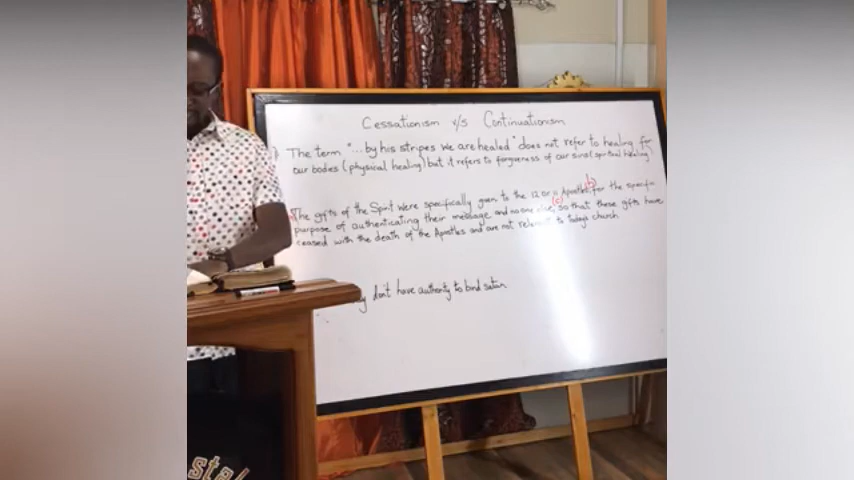 Cessationism v/s Continuationism
The term "...by his stripes we are healed" does not refer to healing for
our bodies (physical healing) but it refers to forgiveness of our sins (spiritual healing)
(b)
The gifts of the Spirit were specifically given to the 12 or 11 Apostles for the specific
(c)
purpose of authenticating their message and no one else, so that these gifts have
ceased with the death of the Apostles and are not relevant to todays church
don't have authority to bind satan